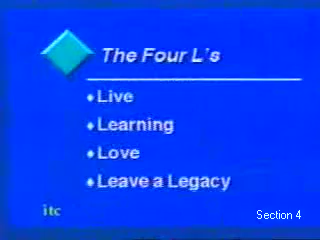 The Four L's
Live
Learning
Love
Leave a Legacy
itc
Section 4